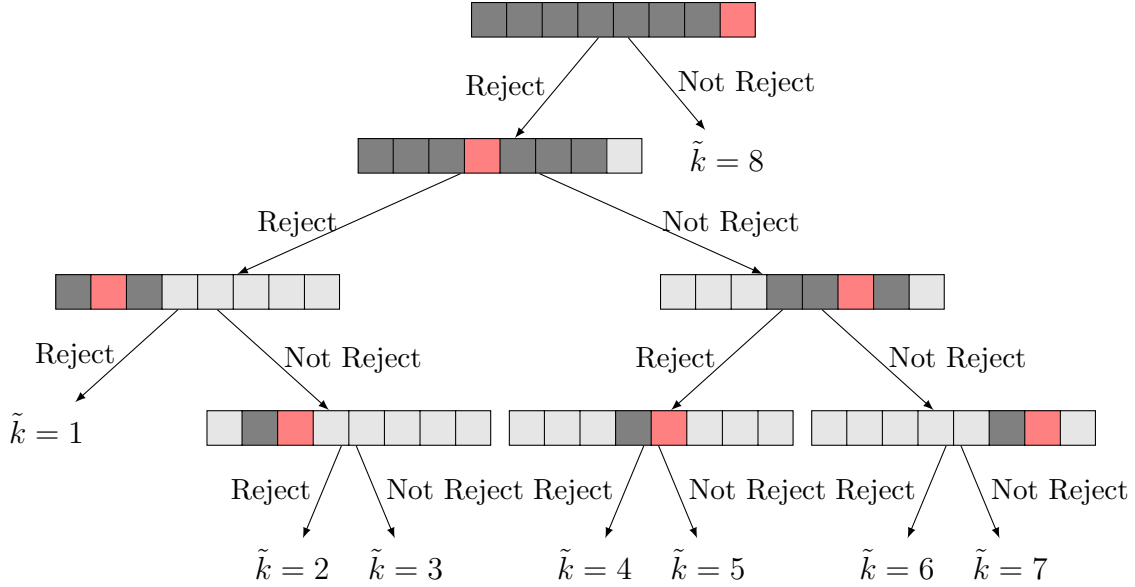 Reject
Not Reject
k̃ = 8
Reject
Not Reject
Reject
Not Reject
Reject
Not Reject
k̃ = 1
Reject
Not Reject
Reject
Not Reject
Reject
Not Reject
k̃ = 2
k̃ = 3
k̃ = 4
k̃ = 5
k̃ = 6
k̃ = 7